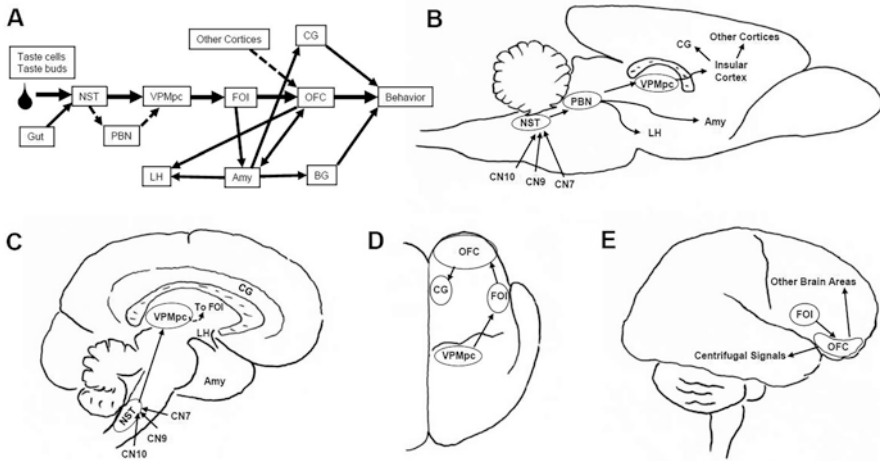 A
Taste cells
Taste buds
Other Cortices
CG
NST
VPMpc
FOI
OFC
Behavior
Gut
PBN
LH
Amy
BG
B
CG
Other Cortices
Insular
Cortex
VPMpc
PBN
NST
Amy
LH
CN10
CN9
CN7
C
CG
To FOI
VPMpc
LH
Amy
NST
CN7
CN9
CN10
D
OFC
CG
FOI
VPMpc
E
Other Brain Areas
FOI
OFC
Centrifugal Signals